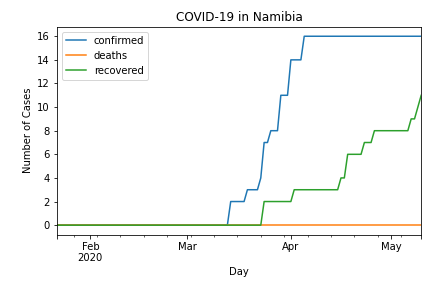 COVID-19 in Namibia
confirmed
deaths
recovered
16
14
12
10
8
6
4
2
0
Number of Cases
Feb
2020
Mar
Apr
May
Day